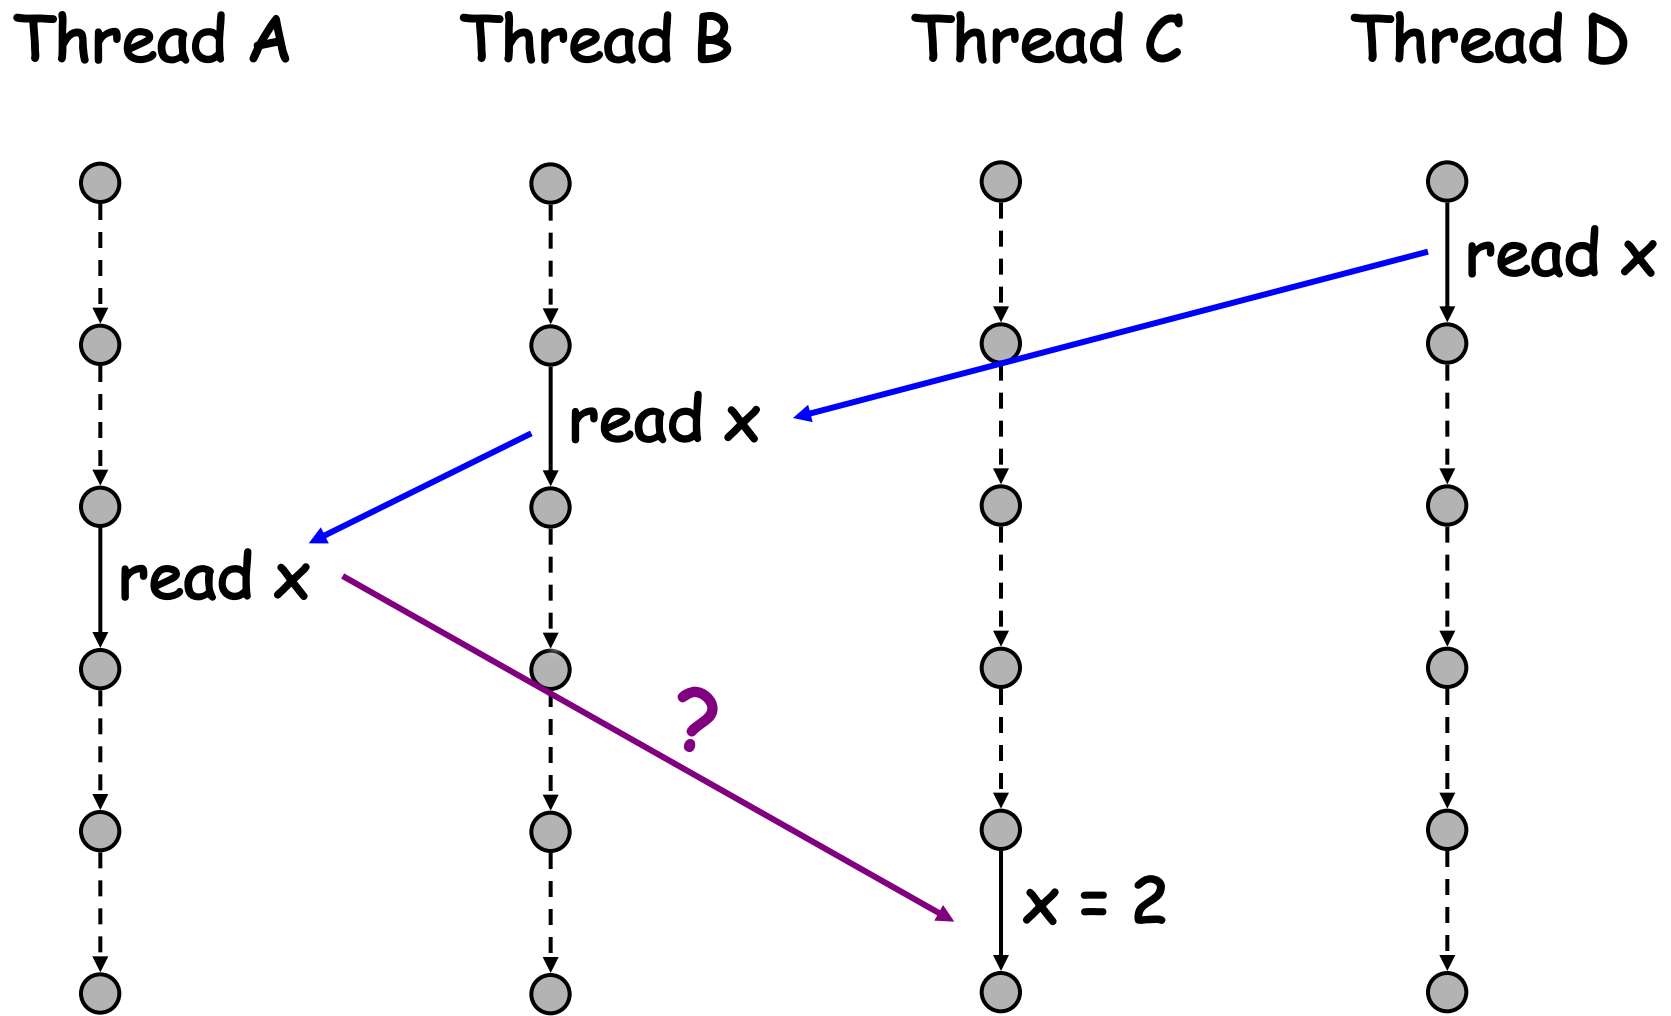 Thread A
Thread B
Thread C
Thread D
read x
read x
read x
?
x = 2